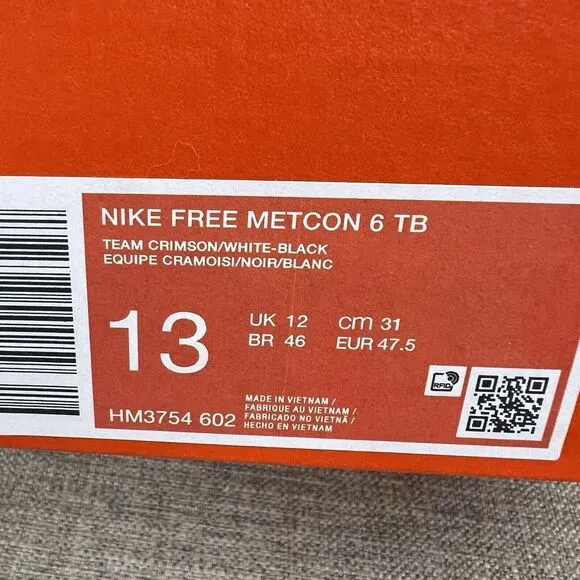 NIKE FREE METCON 6 TB
TEAM CRIMSON/WHITE-BLACK
EQUIPE CRAMOISI/NOIR/BLANC
13
UK 12 cm 31
BR 46 EUR 47.5
RFID
HM3754 602
MADE IN VIETNAM /
FABRIQUE AU VIETNAM /
FABRICADO NO VIETNÃ /
HECHO EN VIETNAM